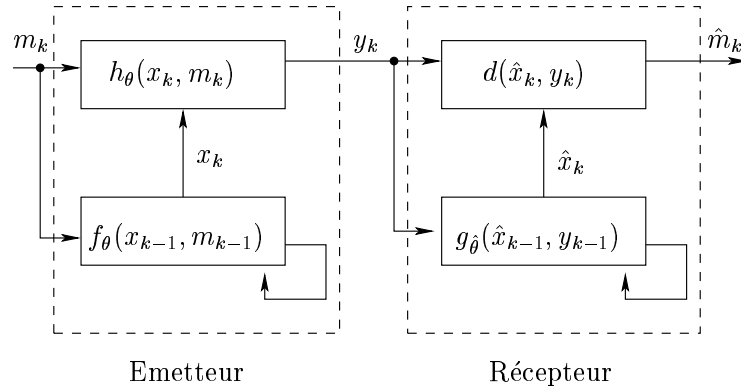 m_k
h_θ(x_k, m_k)
y_k
d(x̂_k, y_k)
m̂_k
x_k
x̂_k
f_θ(x_{k−1}, m_{k−1})
g_θ̂(x̂_{k−1}, y_{k−1})
Emetteur
Récepteur